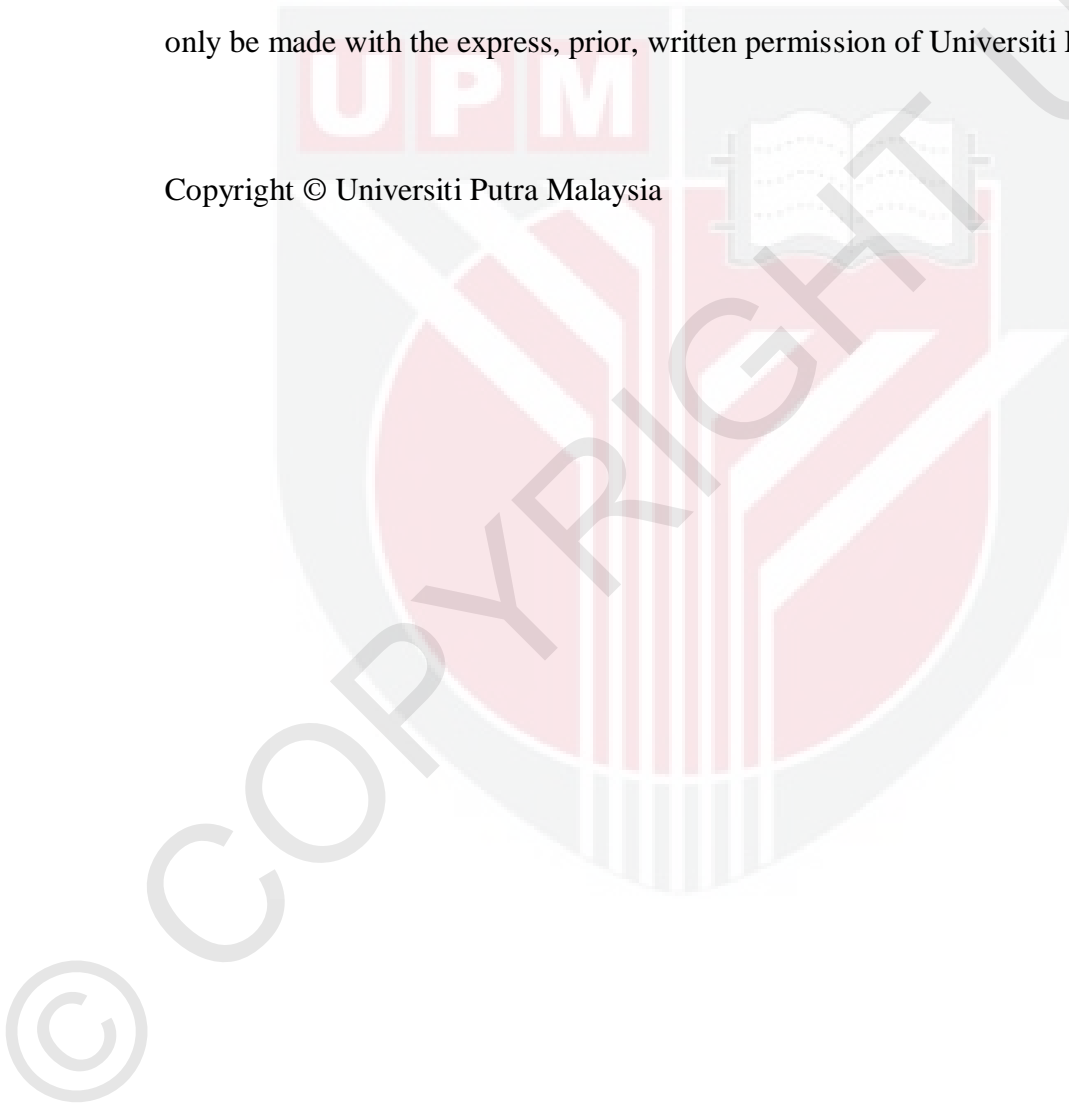 only be made with the express, prior, written permission of Universiti
UPM
Copyright © Universiti Putra Malaysia
© COPYRIGHT U